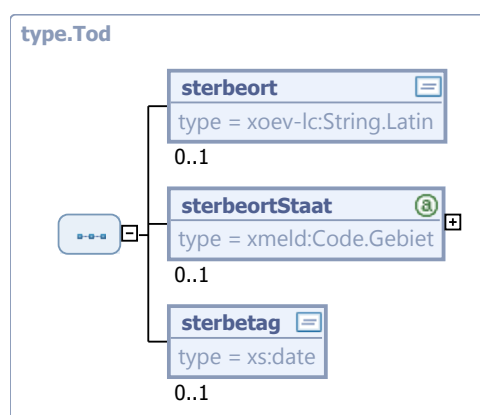 type.Tod
sterbeort
type = xoev-lc:String.Latin
0..1
sterbeortStaat
type = xmeld:Code.Gebiet
0..1
sterbetag
type = xs:date
0..1